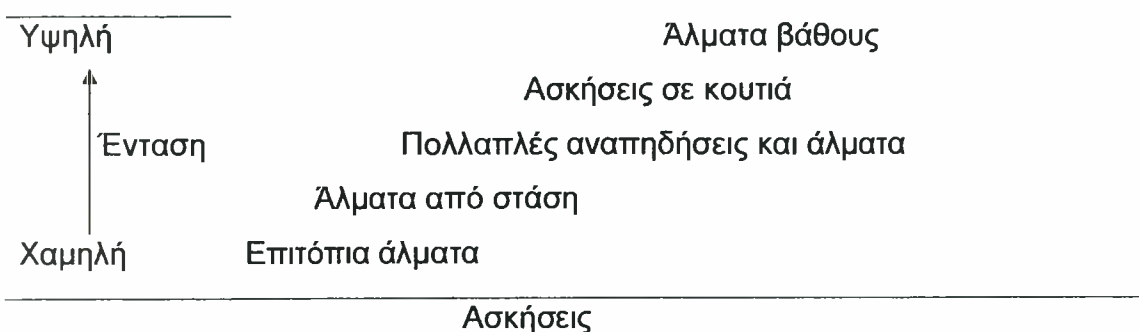 Υψηλή Άλματα βάθους
Ασκήσεις σε κουτιά
Ένταση Πολλαπλές αναπηδήσεις και άλματα
Άλματα από στάση
Χαμηλή Επιτόπια άλματα
Ασκήσεις